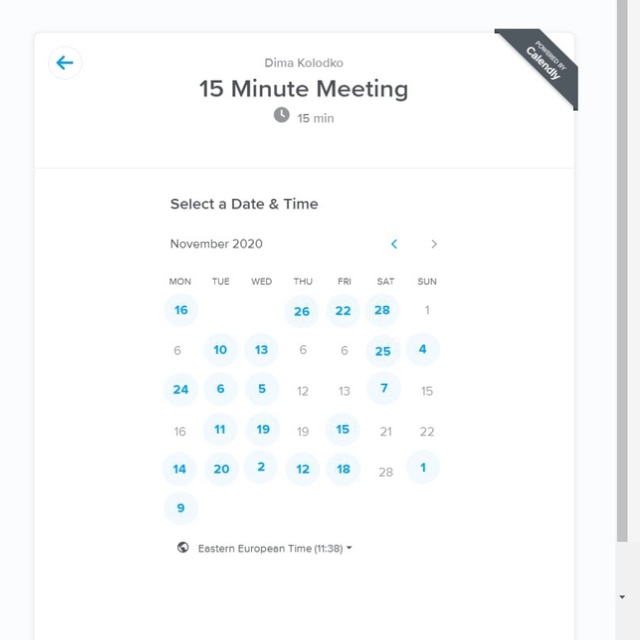 POWERED BY
Calendly
Dima Kolodko
15 Minute Meeting
15 min
Select a Date & Time
November 2020
MON TUE WED THU FRI SAT SUN
16 26 22 28 1
6 10 13 6 6 25 4
24 6 5 12 13 7 15
16 11 19 19 15 21 22
14 20 2 12 18 28 1
9
Eastern European Time (11:38)